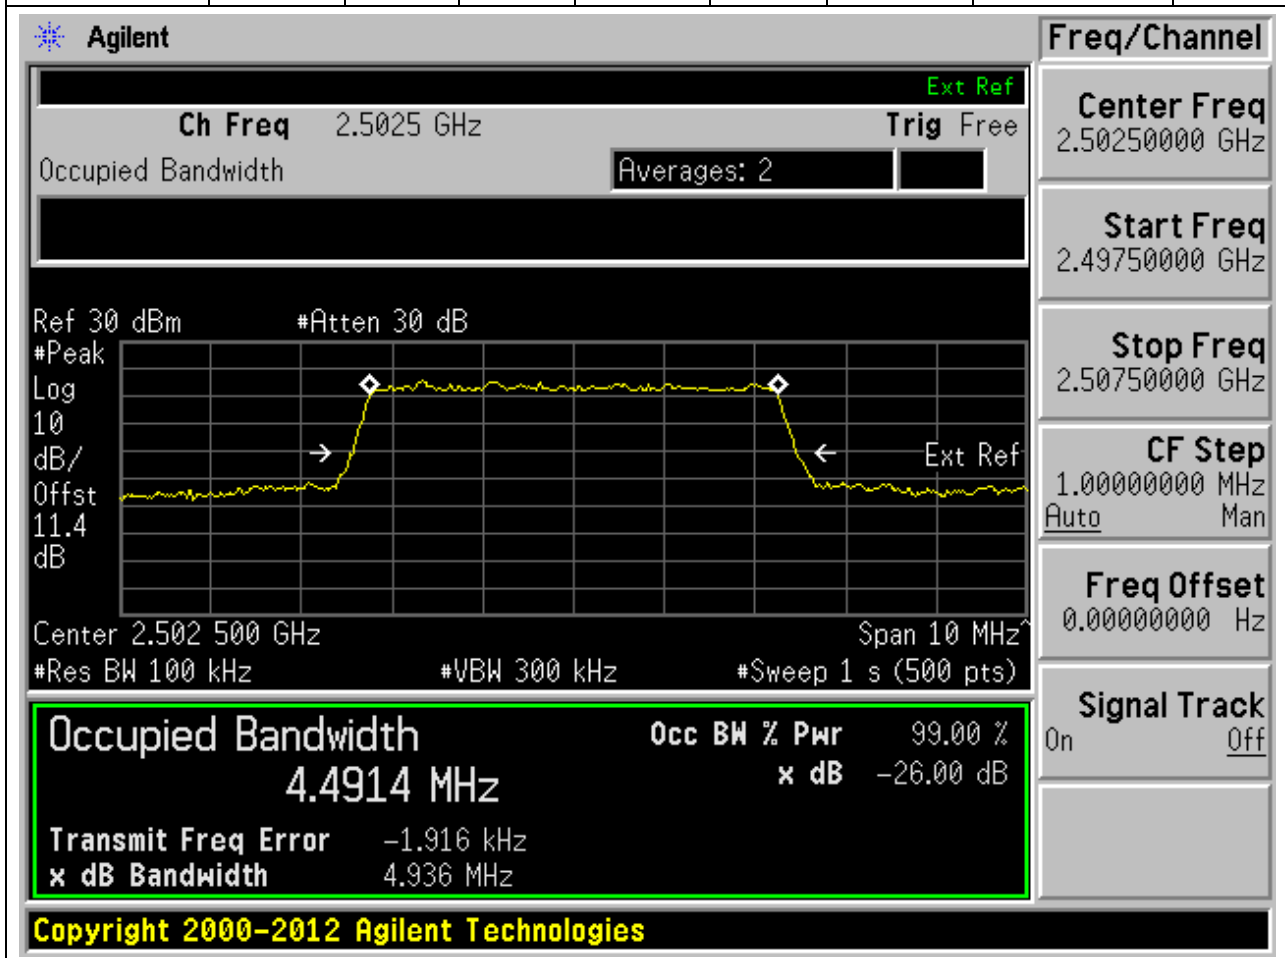 Agilent
Freq/Channel
Ext Ref
Ch Freq 2.5025 GHz Trig Free
Occupied Bandwidth Averages: 2
Center Freq
2.50250000 GHz
Start Freq
2.49750000 GHz
Stop Freq
2.50750000 GHz
CF Step
1.00000000 MHz
Auto Man
Freq Offset
0.00000000 Hz
Signal Track
On Off
Ref 30 dBm #Atten 30 dB
#Peak
Log
10
dB/
Offst
11.4
dB
Ext Ref
Center 2.502 500 GHz Span 10 MHz^
#Res BW 100 kHz #VBW 300 kHz #Sweep 1 s (500 pts)
Occupied Bandwidth Occ BW % Pwr 99.00 %
4.4914 MHz x dB -26.00 dB
Transmit Freq Error -1.916 kHz
x dB Bandwidth 4.936 MHz
Copyright 2000-2012 Agilent Technologies